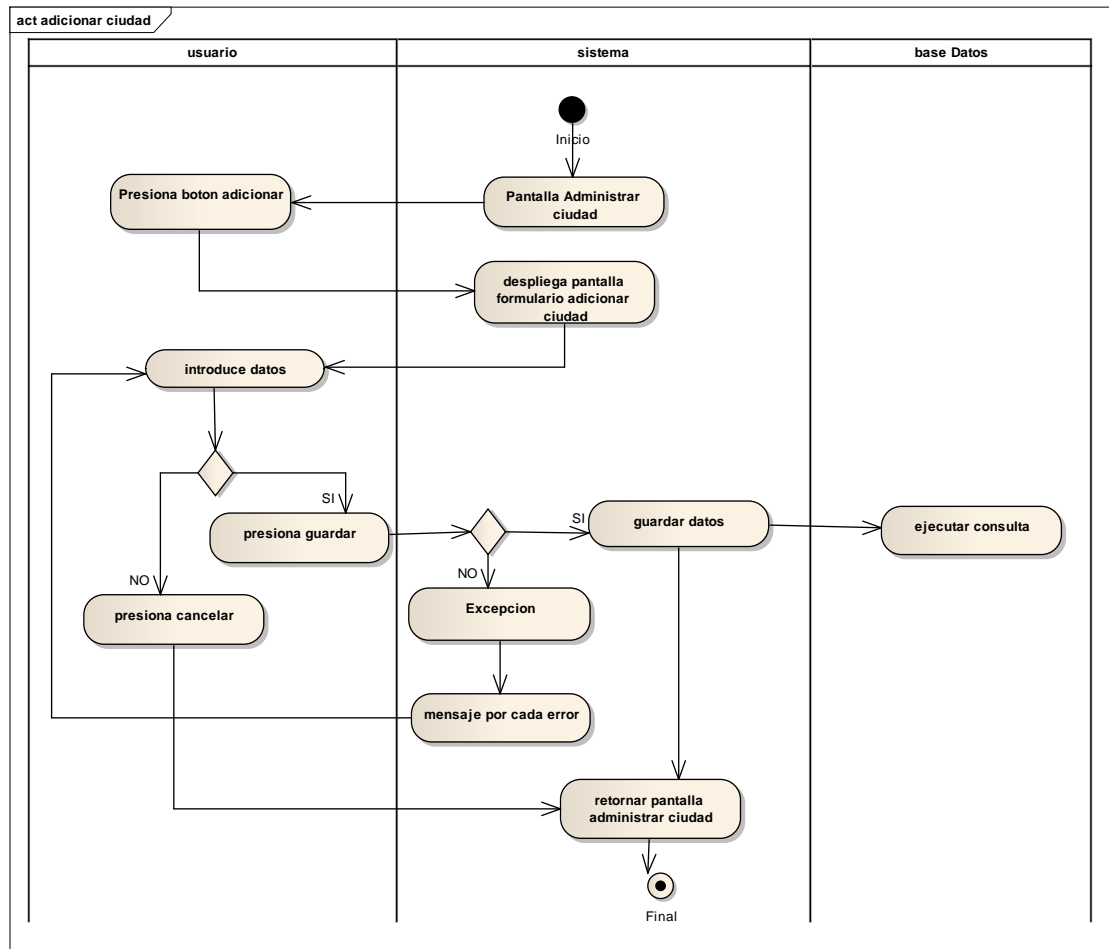 act adicionar ciudad
usuario
sistema
base Datos
Inicio
Presiona boton adicionar
Pantalla Administrar
ciudad
despliega pantalla
formulario adicionar
ciudad
introduce datos
SI
presiona guardar
SI
guardar datos
ejecutar consulta
NO
presiona cancelar
NO
Excepcion
mensaje por cada error
retornar pantalla
administrar ciudad
Final